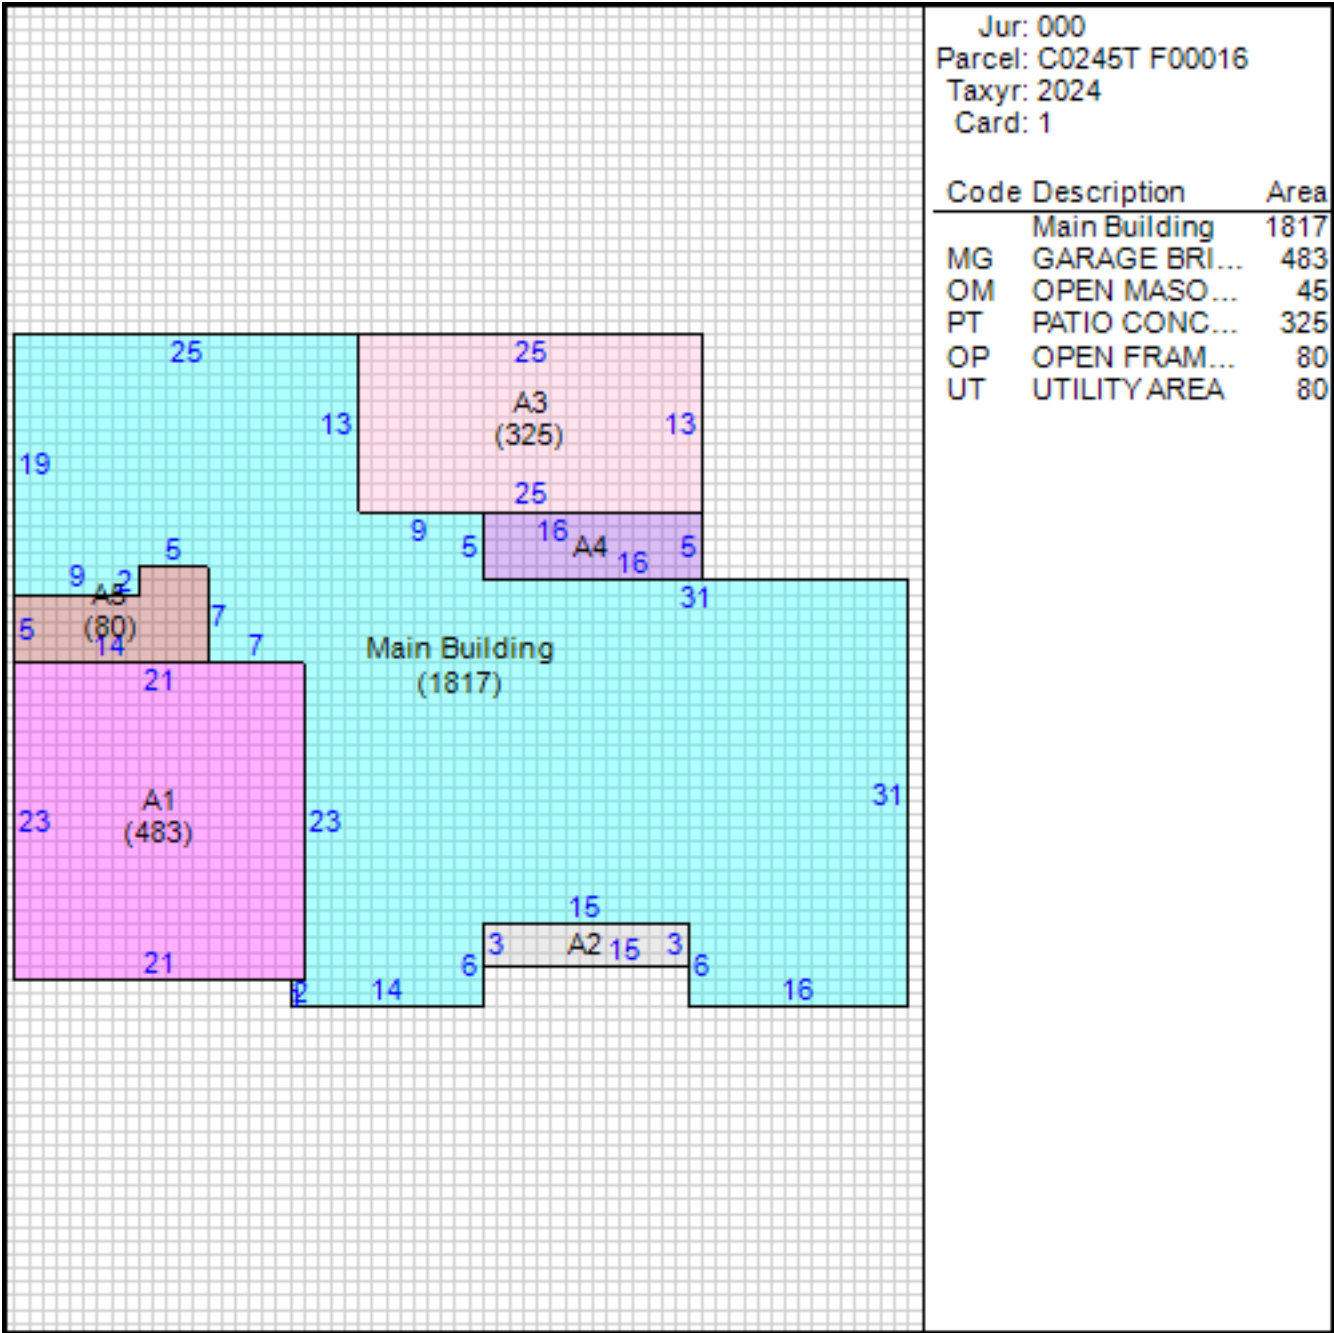 Jur: 000
Parcel: C0245T F00016
Taxyr: 2024
Card: 1
Code Description Area
Main Building 1817
MG GARAGE BRI... 483
OM OPEN MASO... 45
PT PATIO CONC... 325
OP OPEN FRAM... 80
UT UTILITY AREA 80
25 25
A3
13 (325) 13
19
25
9 16
5 A4 5
16
5
9 2
31
A5
5 (80) 7
14 7
Main Building
(1817)
21
A1
(483)
23 23
31
15
3 A2 15 3
21 6 6
2 14 16